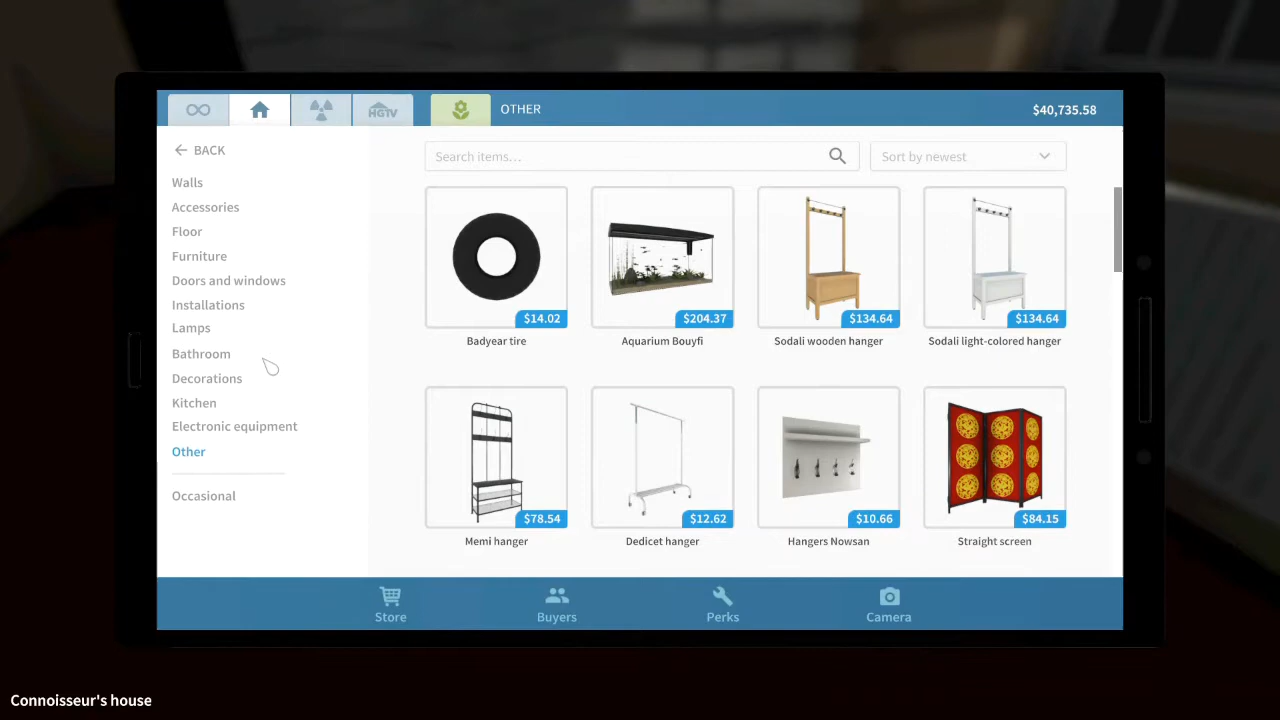 HGTV
OTHER
$40,735.58
BACK
Search items...
Sort by newest
Walls
Accessories
Floor
Furniture
Doors and windows
Installations
Lamps
Bathroom
Decorations
Kitchen
Electronic equipment
Other
Occasional
$14.02
$204.37
$134.64
$134.64
Badyear tire
Aquarium Bouyfi
Sodali wooden hanger
Sodali light-colored hanger
$78.54
$12.62
$10.66
$84.15
Memi hanger
Dedicet hanger
Hangers Nowsan
Straight screen
Store
Buyers
Perks
Camera
Connoisseur's house